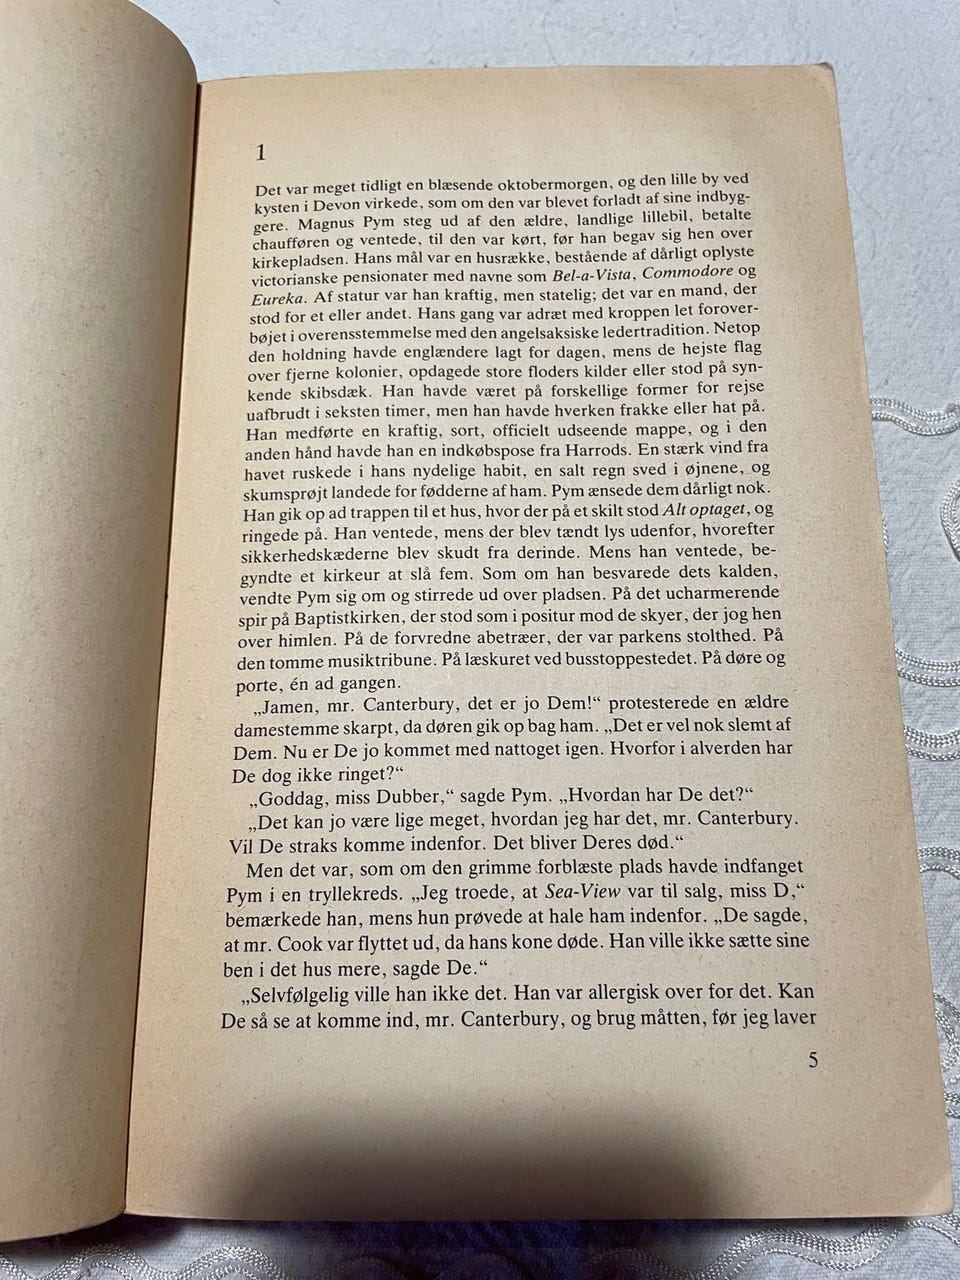 1
Det var meget tidligt en blæsende oktobermorgen, og den lille by ved
kysten i Devon virkede, som om den var blevet forladt af sine indbyg-
gere. Magnus Pym steg ud af den ældre, landlige lillebil, betalte
chaufføren og ventede, til den var kørt, før han begav sig hen over
kirkepladsen. Hans mål var en husrække, bestående af dårligt oplyste
victorianske pensionater med navne som Bel-a-Vista, Commodore og
Eureka. Af statur var han kraftig, men statelig; det var en mand, der
stod for et eller andet. Hans gang var adræt med kroppen let forover-
bøjet i overensstemmelse med den angelsaksiske ledertradition. Netop
den holdning havde englændere lagt for dagen, mens de hejste flag
over fjerne kolonier, opdagede store floders kilder eller stod på syn-
kende skibsdæk. Han havde været på forskellige former for rejse
uafbrudt i seksten timer, men han havde hverken frakke eller hat på.
Han medførte en kraftig, sort, officielt udseende mappe, og i den
anden hånd havde han en indkøbspose fra Harrods. En stærk vind fra
havet ruskede i hans nydelige habit, en salt regn sved i øjnene, og
skumsprøjt landede for fødderne af ham. Pym ænsede dem dårligt nok.
Han gik op ad trappen til et hus, hvor der på et skilt stod Alt optaget, og
ringede på. Han ventede, mens der blev tændt lys udenfor, hvorefter
sikkerhedskæderne blev skudt fra derinde. Mens han ventede, be-
gyndte et kirkeur at slå fem. Som om han besvarede dets kalden,
vendte Pym sig om og stirrede ud over pladsen. På det ucharmerende
spir på Baptistkirken, der stod som i positur mod de skyer, der jog hen
over himlen. På de forvredne abetræer, der var parkens stolthed. På
den tomme musiktribune. På læskuret ved busstoppestedet. På døre og
porte, én ad gangen.
„Jamen, mr. Canterbury, det er jo Dem!“ protesterede en ældre
damestemme skarpt, da døren gik op bag ham. „Det er vel nok slemt af
Dem. Nu er De jo kommet med nattoget igen. Hvorfor i alverden har
De dog ikke ringet?“
„Goddag, miss Dubber,“ sagde Pym. „Hvordan har De det?“
„Det kan jo være lige meget, hvordan jeg har det, mr. Canterbury.
Vil De straks komme indenfor. Det bliver Deres død.“
Men det var, som om den grimme forblæste plads havde indfanget
Pym i en tryllekreds. „Jeg troede, at Sea-View var til salg, miss D,“
bemærkede han, mens hun prøvede at hale ham indenfor. „De sagde,
at mr. Cook var flyttet ud, da hans kone døde. Han ville ikke sætte sine
ben i det hus mere, sagde De.“
„Selvfølgelig ville han ikke det. Han var allergisk over for det. Kan
De så se at komme ind, mr. Canterbury, og brug måtten, før jeg laver
5